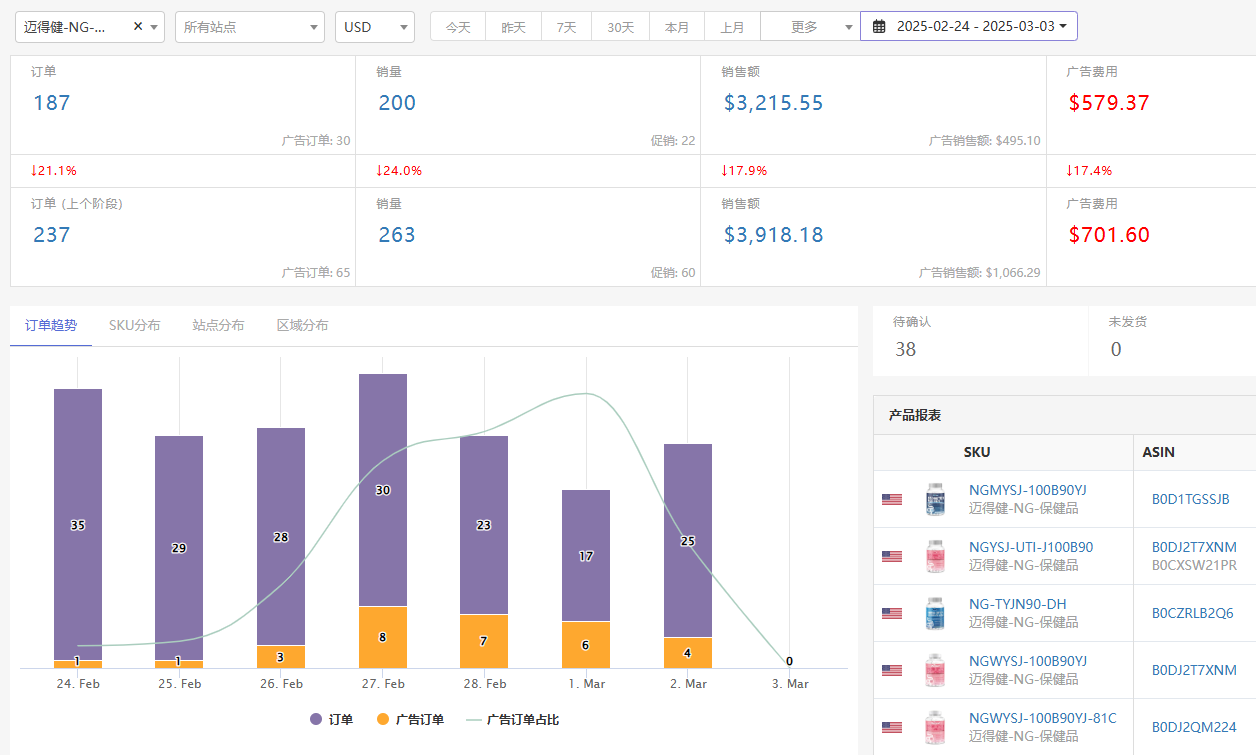 迈得健-NG-... × 所有站点 USD 今天 昨天 7天 30天 本月 上月 更多 2025-02-24 - 2025-03-03
订单 销量 销售额 广告费用
187 200 $3,215.55 $579.37
广告订单: 30 促销: 22 广告销售额: $495.10
↓21.1% ↓24.0% ↓17.9% ↓17.4%
订单 (上个阶段) 销量 销售额 广告费用
237 263 $3,918.18 $701.60
广告订单: 65 促销: 60 广告销售额: $1,066.29
订单趋势 SKU分布 站点分布 区域分布
35 29 28 30 23 17 25 0
1 1 3 8 7 6 4
24. Feb 25. Feb 26. Feb 27. Feb 28. Feb 1. Mar 2. Mar 3. Mar
订单 广告订单 广告订单占比
待确认 未发货
38 0
产品报表
SKU ASIN
NGMYSJ-100B90YJ B0D1TGSSJB
迈得健-NG-保健品
NGYSJ-UTI-J100B90 B0DJ2T7XNM
迈得健-NG-保健品 B0CXSW21PR
NG-TYJN90-DH B0CZRLB2Q6
迈得健-NG-保健品
NGWYSJ-100B90YJ B0DJ2T7XNM
迈得健-NG-保健品
NGWYSJ-100B90YJ-81C B0DJ2QM224
迈得健-NG-保健品